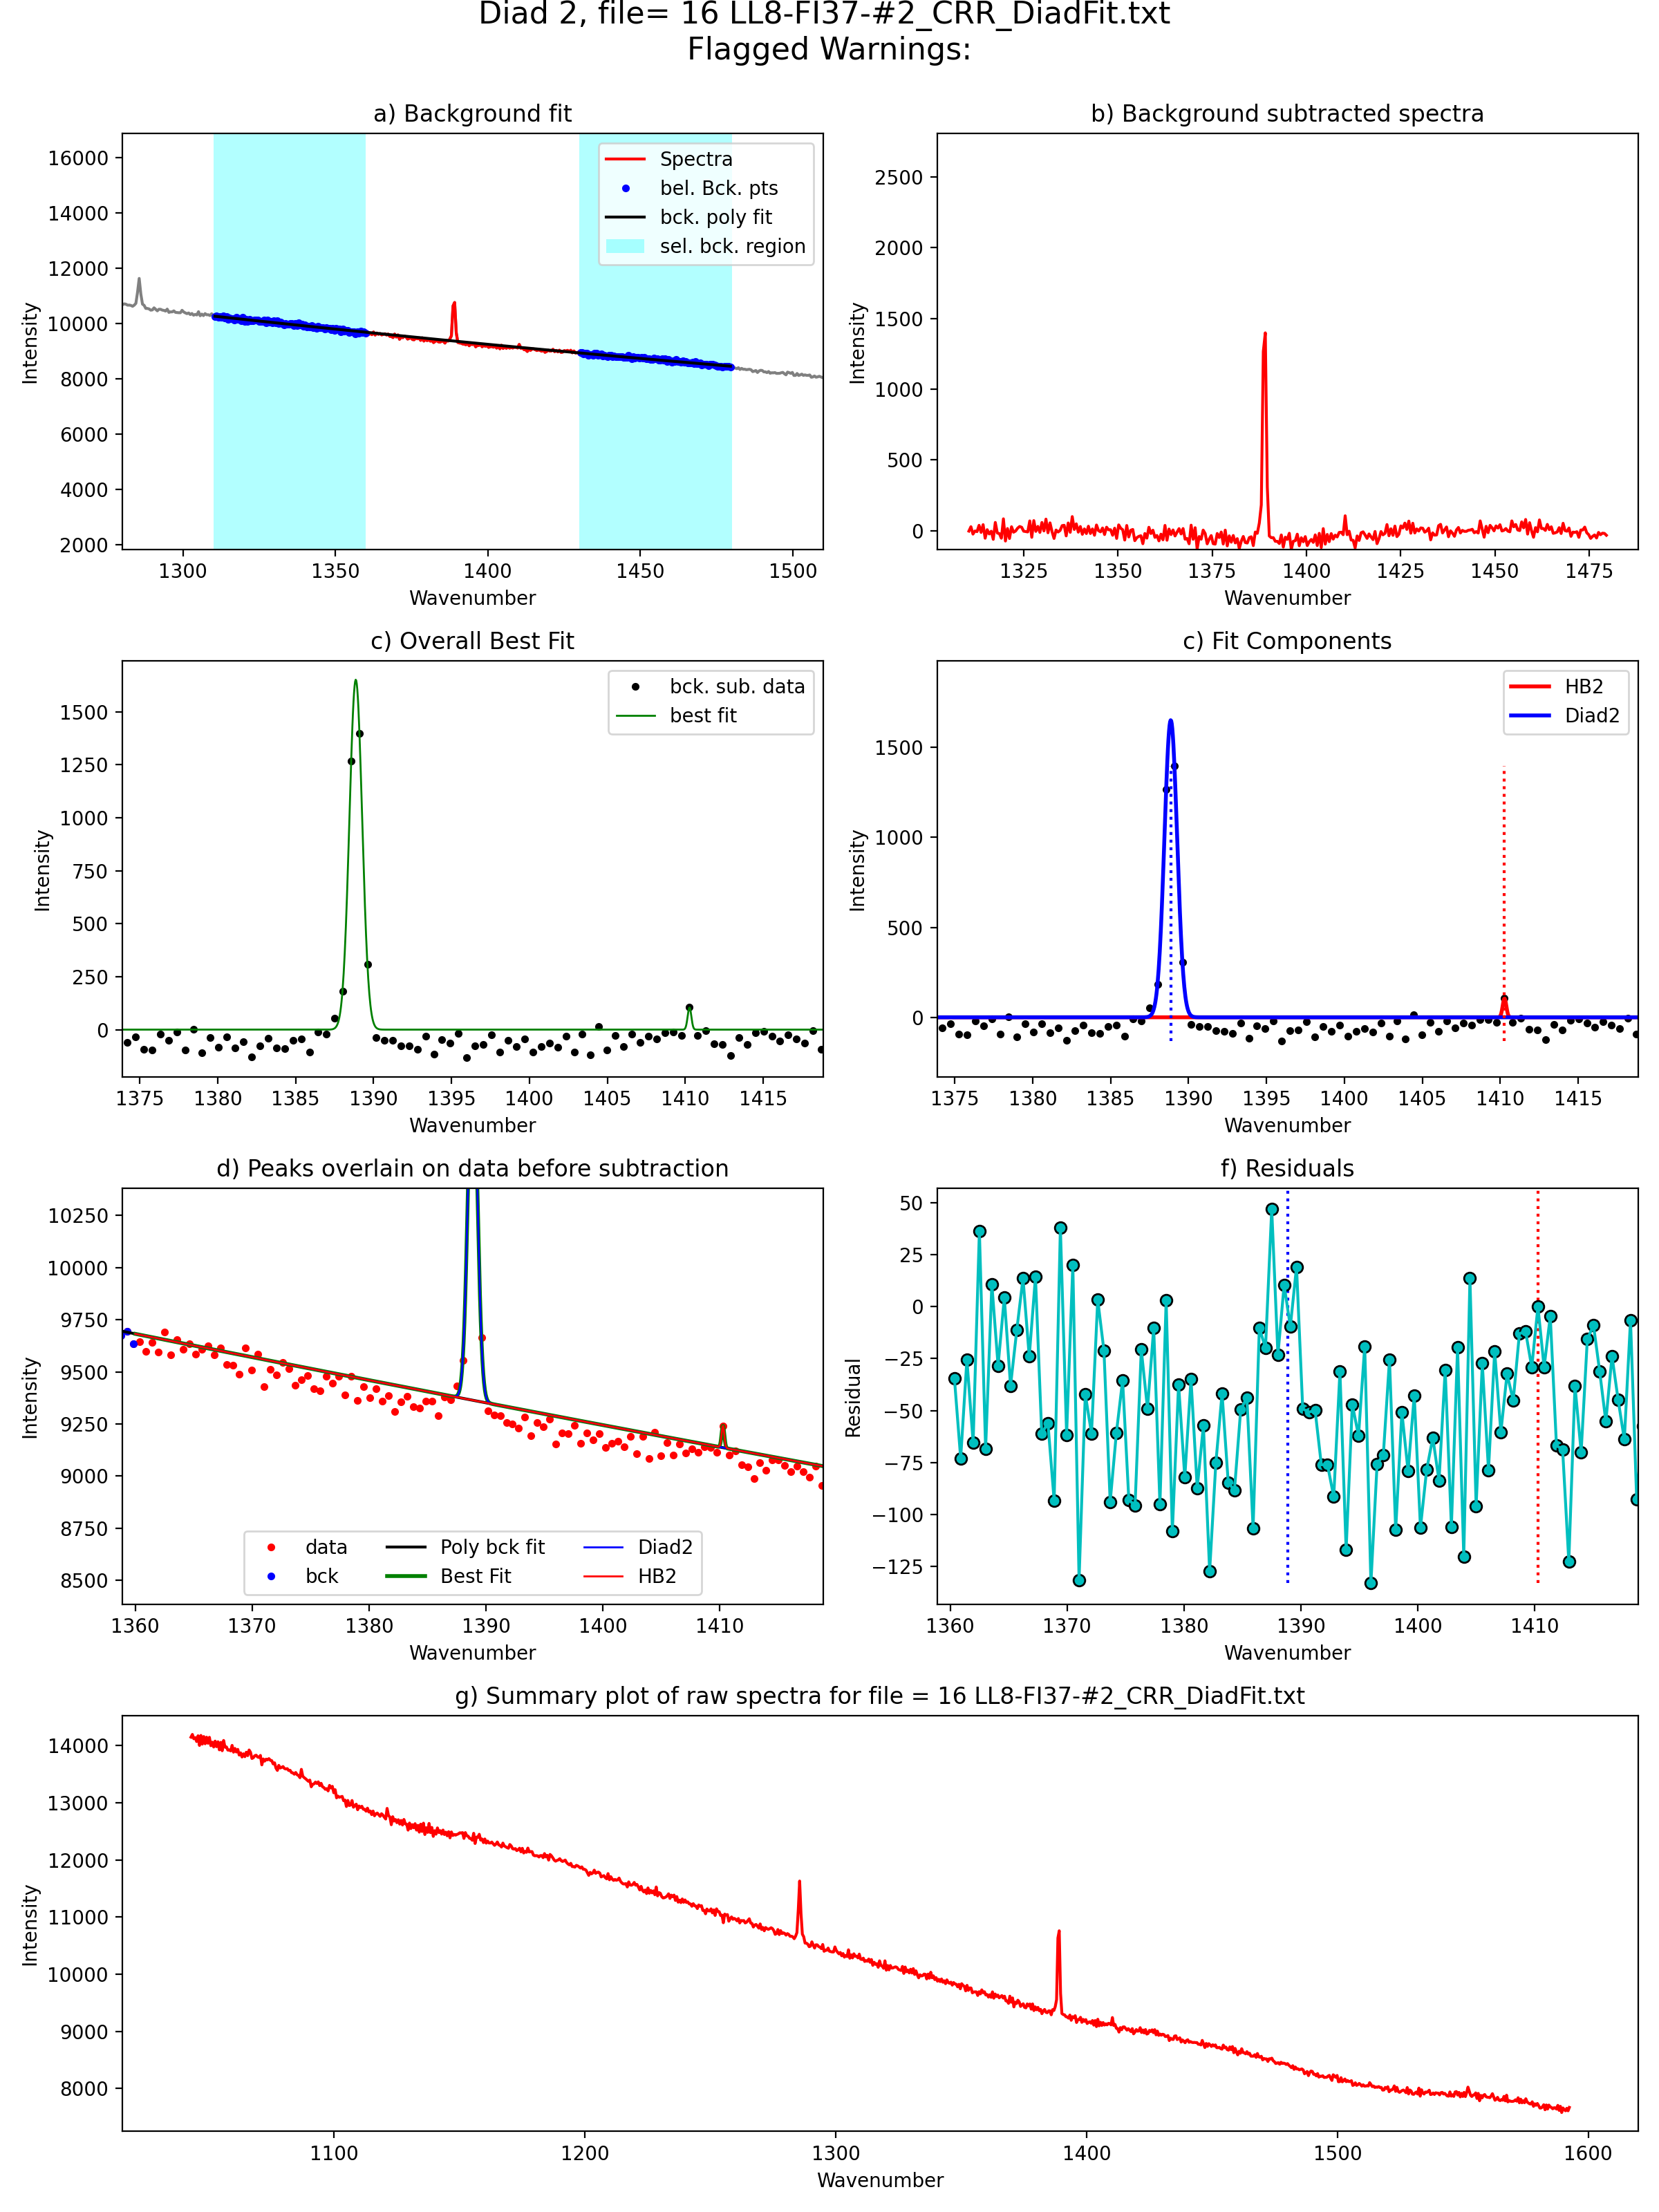 Diad 2, file= 16 LL8-FI37-#2_CRR_DiadFit.txt
Flagged Warnings:
a) Background fit
Intensity
16000
14000
12000
10000
8000
6000
4000
2000
Spectra
bel. Bck. pts
bck. poly fit
sel. bck. region
1300 1350 1400 1450 1500
Wavenumber
b) Background subtracted spectra
Intensity
2500
2000
1500
1000
500
0
1325 1350 1375 1400 1425 1450 1475
Wavenumber
c) Overall Best Fit
Intensity
1500
1250
1000
750
500
250
0
bck. sub. data
best fit
1375 1380 1385 1390 1395 1400 1405 1410 1415
Wavenumber
c) Fit Components
Intensity
1500
1000
500
0
HB2
Diad2
1375 1380 1385 1390 1395 1400 1405 1410 1415
Wavenumber
d) Peaks overlain on data before subtraction
Intensity
10250
10000
9750
9500
9250
9000
8750
8500
data
bck
Poly bck fit
Best Fit
Diad2
HB2
1360 1370 1380 1390 1400 1410
Wavenumber
f) Residuals
Residual
50
25
0
−25
−50
−75
−100
−125
1360 1370 1380 1390 1400 1410
Wavenumber
g) Summary plot of raw spectra for file = 16 LL8-FI37-#2_CRR_DiadFit.txt
Intensity
14000
13000
12000
11000
10000
9000
8000
1100 1200 1300 1400 1500 1600
Wavenumber